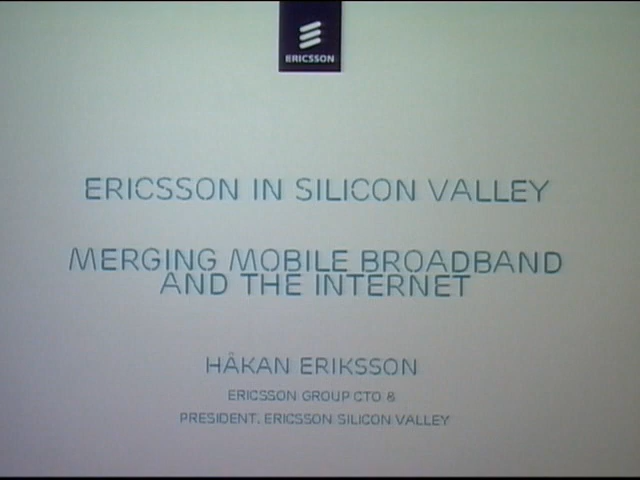 ERICSSON
ERICSSON IN SILICON VALLEY
MERGING MOBILE BROADBAND
AND THE INTERNET
HÅKAN ERIKSSON
ERICSSON GROUP CTO &
PRESIDENT, ERICSSON SILICON VALLEY